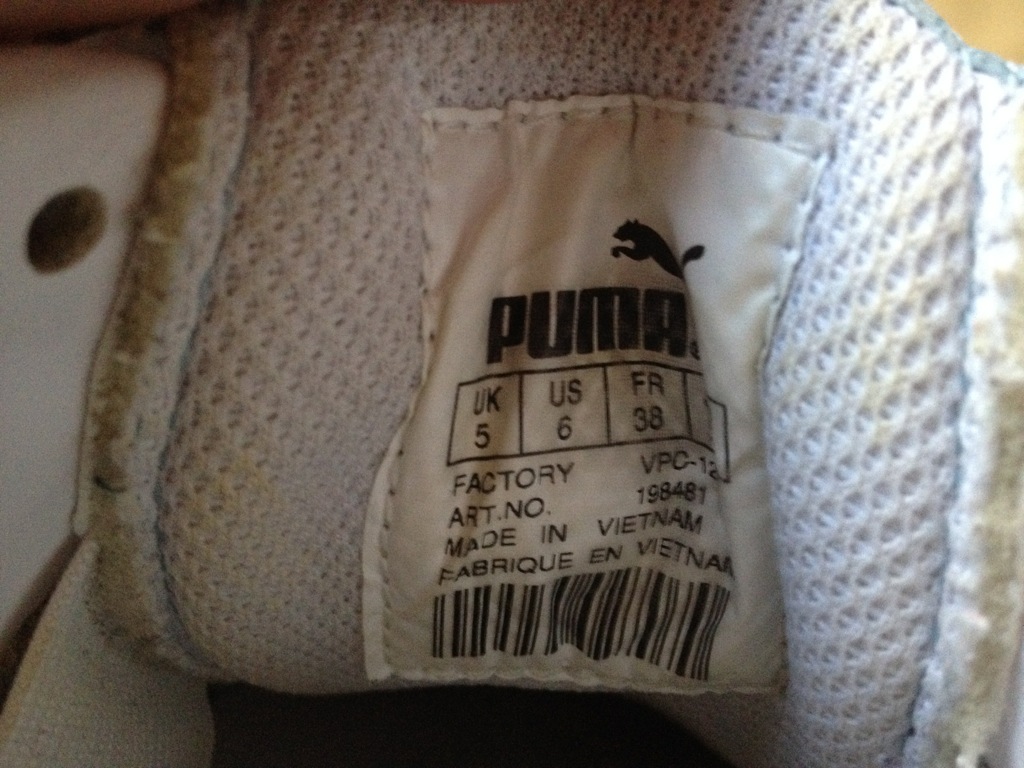 PUMA
UK US FR
5 6 38
FACTORY VPC-12
ART.NO. 198481
MADE IN VIETNAM
FABRIQUE EN VIETNAM